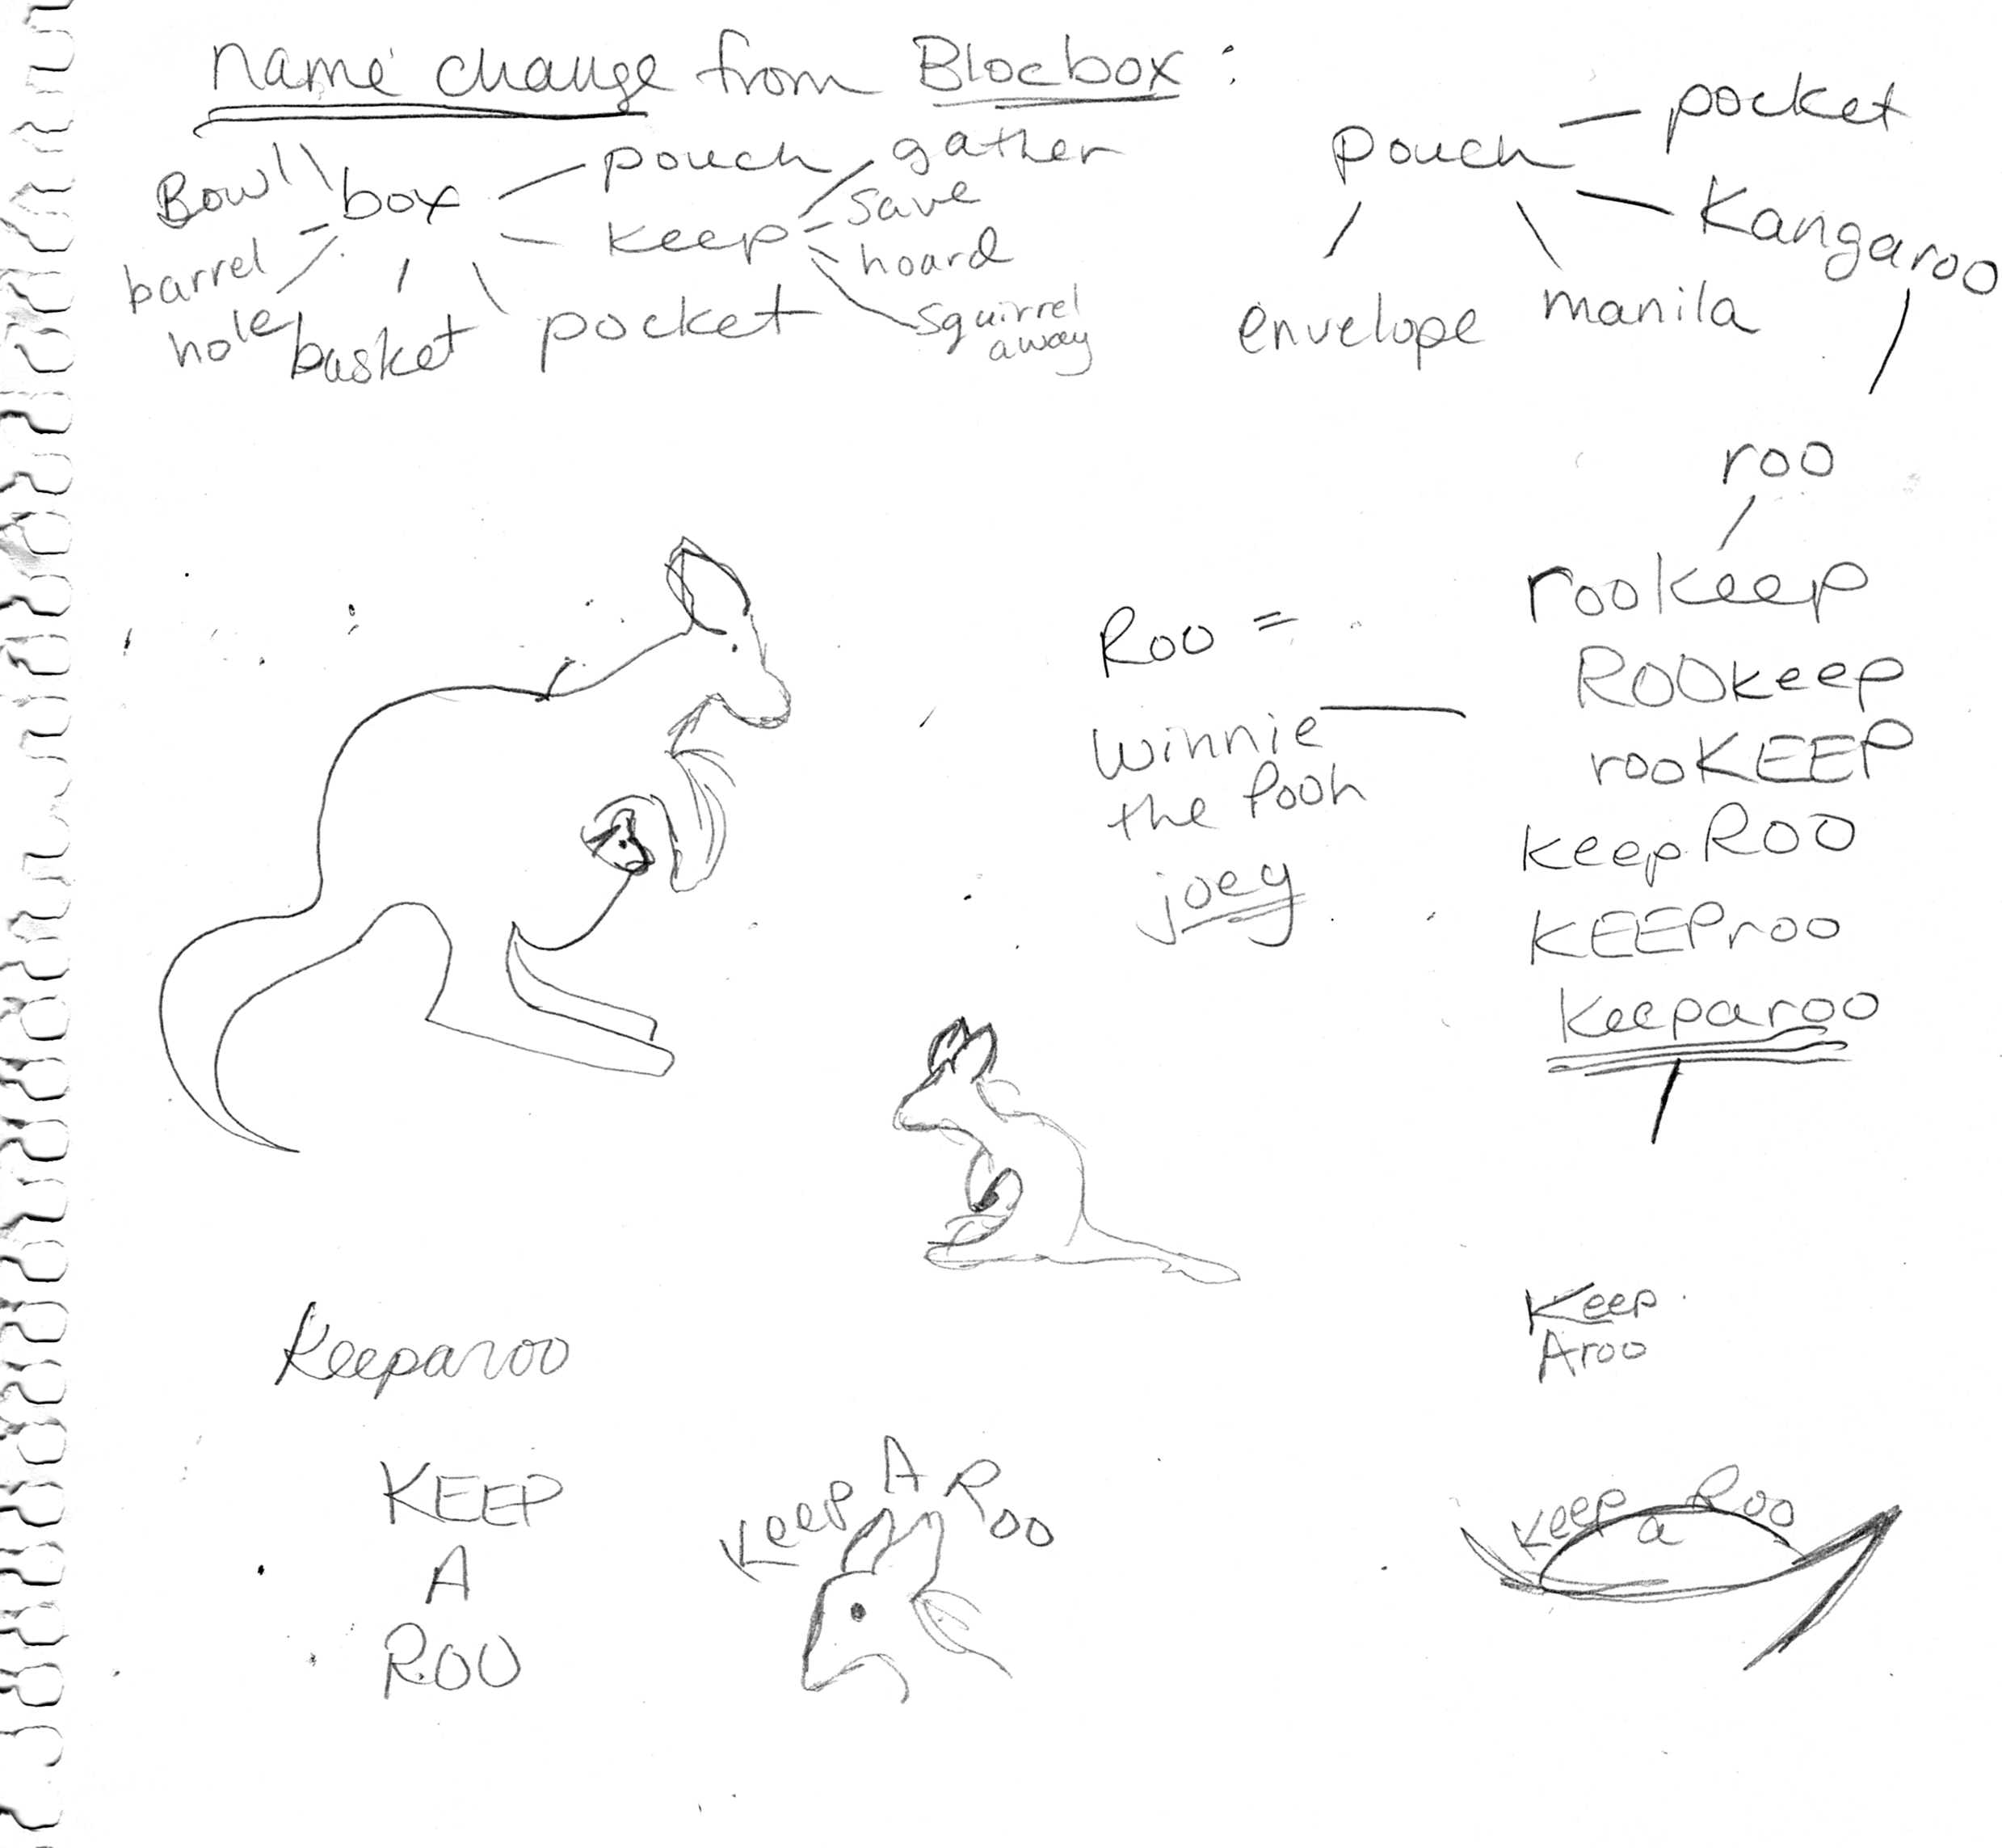 name change from Blocbox:
Bowl
box
pouch
gather
save
keep
hoard
squirrel
away
barrel
hole
basket
pocket
pouch
pocket
Kangaroo
envelope
manila
roo
rookeep
ROOkeep
rooKEEP
keepROO
KEEProo
Keeparoo
Roo =
Winnie
the Pooh
joey
Keep
Aroo
Keeparoo
KEEP
A
ROO
Keep A Roo
Keep a Roo